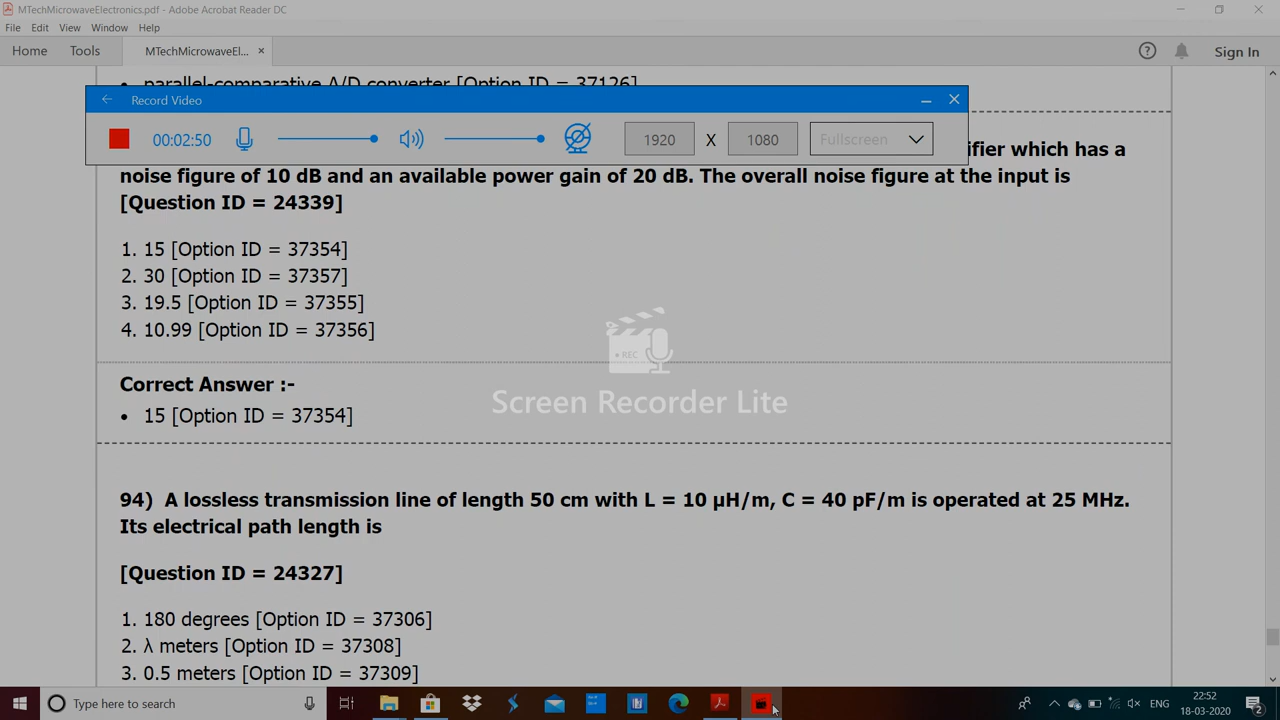 MTechMicrowaveElectronics.pdf - Adobe Acrobat Reader DC
File Edit View Window Help
Home Tools MTechMicrowaveEl... × Sign In
parallel-comparative A/D converter [Option ID = 37126]
Record Video
00:02:50 1920 X 1080 Fullscreen
ifier which has a
noise figure of 10 dB and an available power gain of 20 dB. The overall noise figure at the input is
[Question ID = 24339]
1. 15 [Option ID = 37354]
2. 30 [Option ID = 37357]
3. 19.5 [Option ID = 37355]
4. 10.99 [Option ID = 37356]
REC
Screen Recorder Lite
Correct Answer :-
• 15 [Option ID = 37354]
94) A lossless transmission line of length 50 cm with L = 10 μH/m, C = 40 pF/m is operated at 25 MHz.
Its electrical path length is
[Question ID = 24327]
1. 180 degrees [Option ID = 37306]
2. λ meters [Option ID = 37308]
3. 0.5 meters [Option ID = 37309]
Type here to search
ENG
22:52
18-03-2020
2